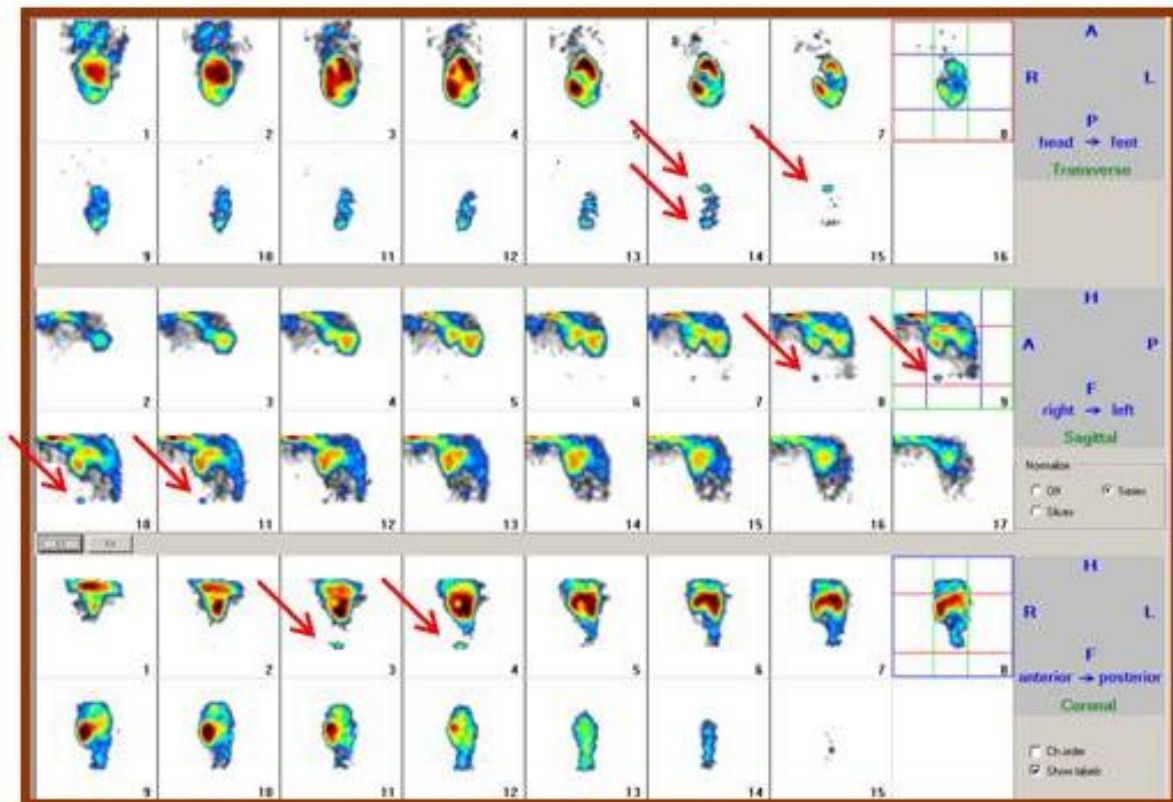 A
R L
P
head → feet
Transverse
1 2 3 4 5 7 8
9 10 11 12 13 14 15 16
H
A P
F
right → left
Sagittal
2 3 4 5 6 7 8 9
Normalize
Off Series
Slices
10 11 12 13 14 15 16 17
H
R L
F
anterior → posterior
Coronal
1 2 3 4 5 6 7 8
Ch.order
Show labels
9 10 11 12 13 14 15